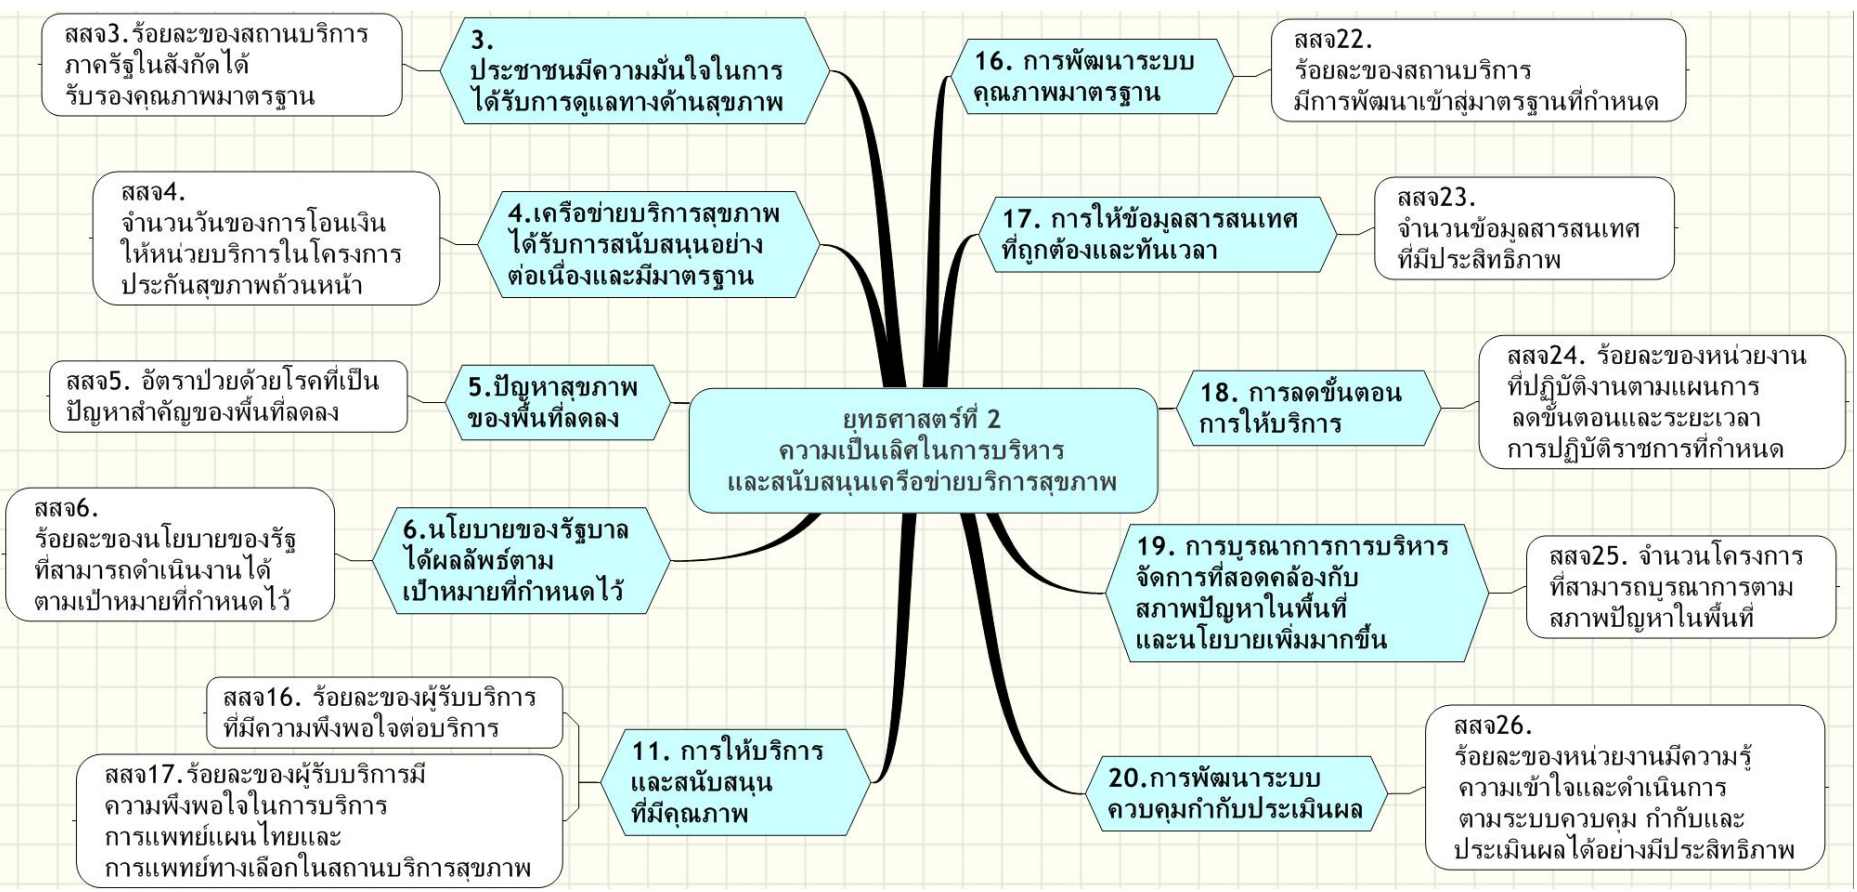 สสจ3.ร้อยละของสถานบริการ
ภาครัฐในสังกัดได้
รับรองคุณภาพมาตรฐาน
3.
ประชาชนมีความมั่นใจในการ
ได้รับการดูแลทางด้านสุขภาพ
สสจ4.
จำนวนวันของการโอนเงิน
ให้หน่วยบริการในโครงการ
ประกันสุขภาพถ้วนหน้า
4.เครือข่ายบริการสุขภาพ
ได้รับการสนับสนุนอย่าง
ต่อเนื่องและมีมาตรฐาน
สสจ5. อัตราป่วยด้วยโรคที่เป็น
ปัญหาสำคัญของพื้นที่ลดลง
5.ปัญหาสุขภาพ
ของพื้นที่ลดลง
สสจ6.
ร้อยละของนโยบายของรัฐ
ที่สามารถดำเนินงานได้
ตามเป้าหมายที่กำหนดไว้
6.นโยบายของรัฐบาล
ได้ผลลัพธ์ตาม
เป้าหมายที่กำหนดไว้
สสจ16. ร้อยละของผู้รับบริการ
ที่มีความพึงพอใจต่อบริการ
สสจ17.ร้อยละของผู้รับบริการมี
ความพึงพอใจในการบริการ
การแพทย์แผนไทยและ
การแพทย์ทางเลือกในสถานบริการสุขภาพ
11. การให้บริการ
และสนับสนุน
ที่มีคุณภาพ
ยุทธศาสตร์ที่ 2
ความเป็นเลิศในการบริหาร
และสนับสนุนเครือข่ายบริการสุขภาพ
16. การพัฒนาระบบ
คุณภาพมาตรฐาน
สสจ22.
ร้อยละของสถานบริการ
มีการพัฒนาเข้าสู่มาตรฐานที่กำหนด
17. การให้ข้อมูลสารสนเทศ
ที่ถูกต้องและทันเวลา
สสจ23.
จำนวนข้อมูลสารสนเทศ
ที่มีประสิทธิภาพ
18. การลดขั้นตอน
การให้บริการ
สสจ24. ร้อยละของหน่วยงาน
ที่ปฏิบัติงานตามแผนการ
ลดขั้นตอนและระยะเวลา
การปฏิบัติราชการที่กำหนด
19. การบูรณาการการบริหาร
จัดการที่สอดคล้องกับ
สภาพปัญหาในพื้นที่
และนโยบายเพิ่มมากขึ้น
สสจ25. จำนวนโครงการ
ที่สามารถบูรณาการตาม
สภาพปัญหาในพื้นที่
20.การพัฒนาระบบ
ควบคุมกำกับประเมินผล
สสจ26.
ร้อยละของหน่วยงานมีความรู้
ความเข้าใจและดำเนินการ
ตามระบบควบคุม กำกับและ
ประเมินผลได้อย่างมีประสิทธิภาพ